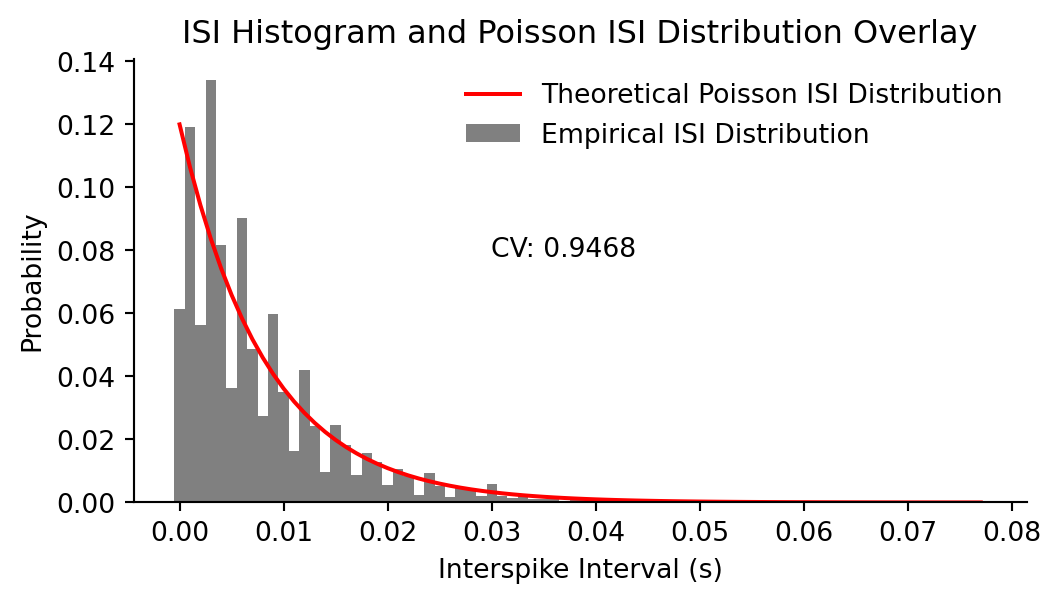 ISI Histogram and Poisson ISI Distribution Overlay
Theoretical Poisson ISI Distribution
Empirical ISI Distribution
CV: 0.9468
Probability
0.14
0.12
0.10
0.08
0.06
0.04
0.02
0.00
0.00 0.01 0.02 0.03 0.04 0.05 0.06 0.07 0.08
Interspike Interval (s)